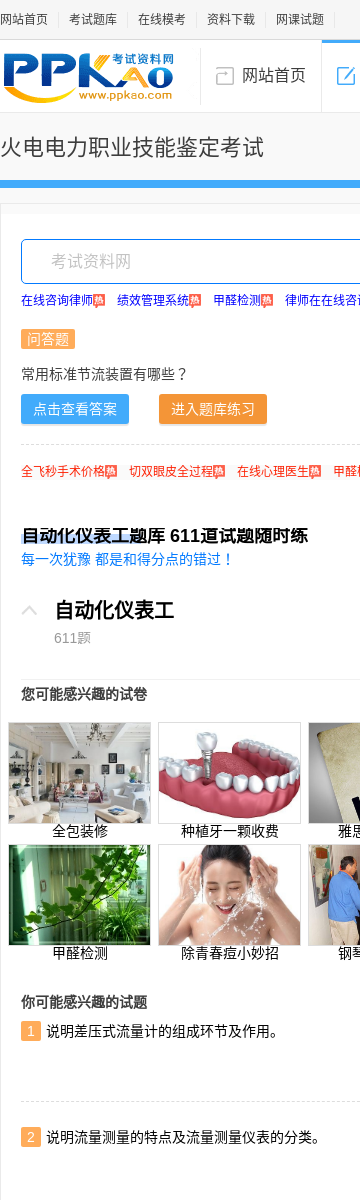 网站首页 考试题库 在线模考 资料下载 网课试题
PPKAO 考试资料网
www.ppkao.com
网站首页
火电电力职业技能鉴定考试
考试资料网
在线咨询律师 热 绩效管理系统 热 甲醛检测 热 律师在在线咨
问答题
常用标准节流装置有哪些？
点击查看答案 进入题库练习
全飞秒手术价格 热 切双眼皮全过程 热 在线心理医生 热 甲醛
自动化仪表工题库 611道试题随时练
每一次犹豫 都是和得分点的错过！
自动化仪表工
611题
您可能感兴趣的试卷
全包装修 种植牙一颗收费 雅思
甲醛检测 除青春痘小妙招 钢琴
你可能感兴趣的试题
1 说明差压式流量计的组成环节及作用。
2 说明流量测量的特点及流量测量仪表的分类。